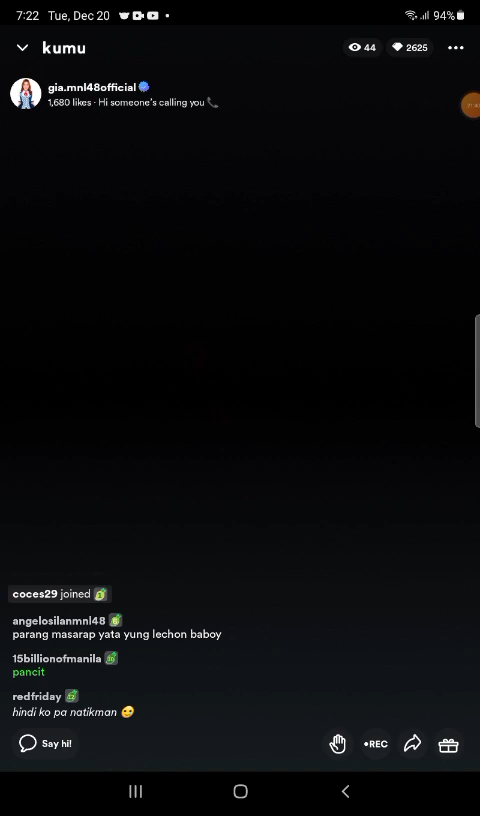 7:22 Tue, Dec 20 94%
kumu 44 2625
gia.mnl48official
1,680 likes · Hi someone's calling you
coces29 joined
angelosilanmnl48
parang masarap yata yung lechon baboy
15billionofmanila
pancit
redfriday
hindi ko pa natikman
Say hi! •REC